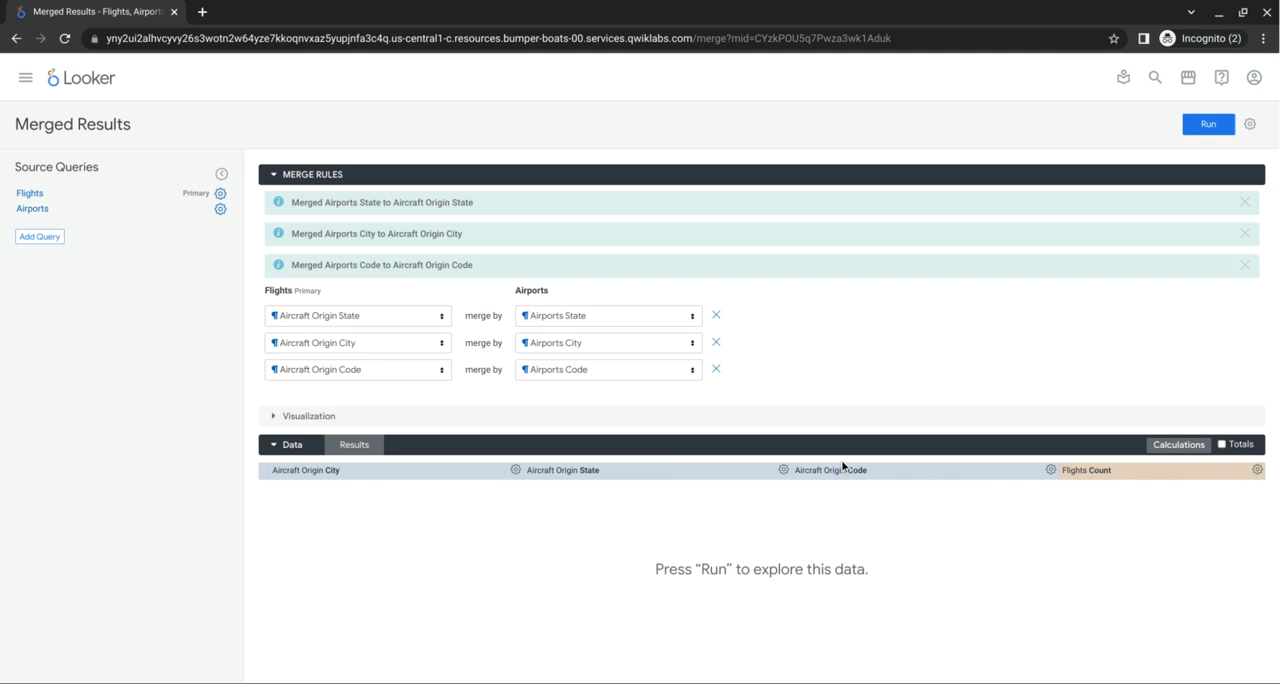 Merged Results - Flights, Airport
yny2ui2alhvcyvy26s3wotn2w64yze7kkoqnvxaz5yupjnfa3c4q.us-central1-c.resources.bumper-boats-00.services.qwiklabs.com/merge?mid=CYzkPOU5q7Pwza3wk1Aduk
Incognito (2)
Looker
Merged Results
Run
Source Queries
Flights Primary
Airports
Add Query
MERGE RULES
Merged Airports State to Aircraft Origin State
Merged Airports City to Aircraft Origin City
Merged Airports Code to Aircraft Origin Code
Flights Primary Airports
Aircraft Origin State merge by Airports State
Aircraft Origin City merge by Airports City
Aircraft Origin Code merge by Airports Code
Visualization
Data Results Calculations Totals
Aircraft Origin City Aircraft Origin State Aircraft Origin Code Flights Count
Press “Run” to explore this data.